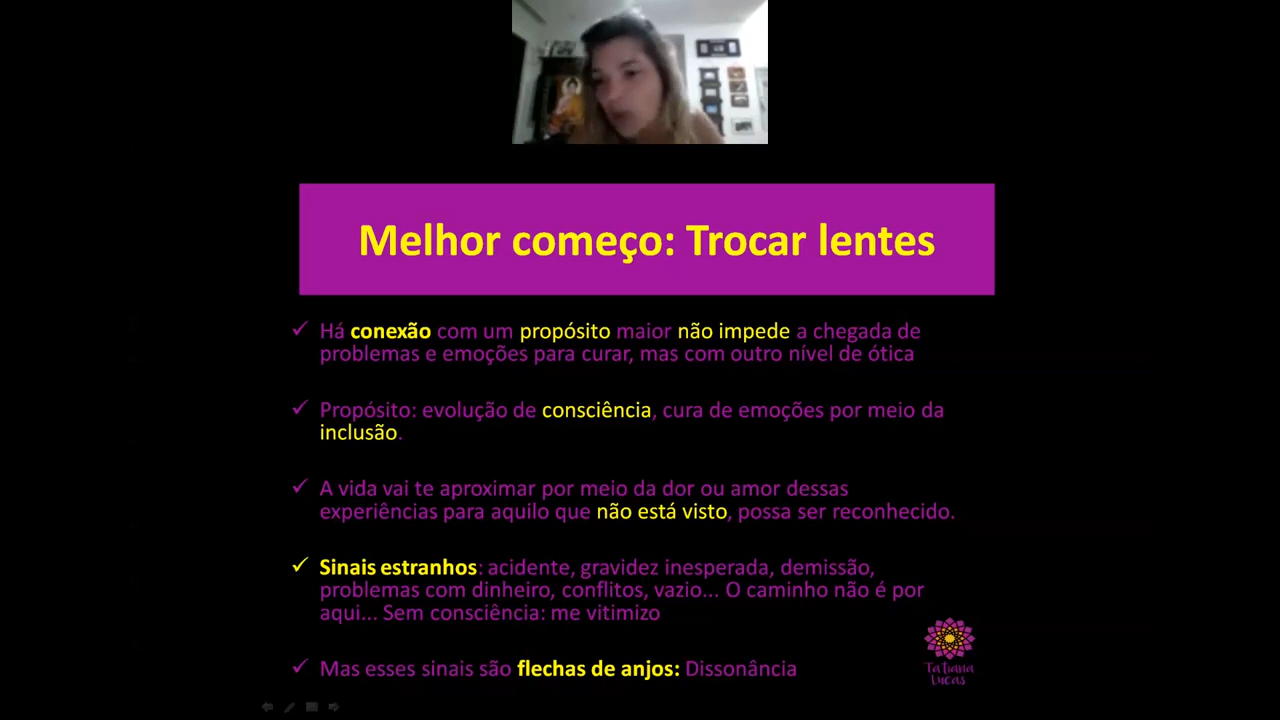 Melhor começo: Trocar lentes
Há conexão com um propósito maior não impede a chegada de
problemas e emoções para curar, mas com outro nível de ótica
Propósito: evolução de consciência, cura de emoções por meio da
inclusão.
A vida vai te aproximar por meio da dor ou amor dessas
experiências para aquilo que não está visto, possa ser reconhecido.
Sinais estranhos: acidente, gravidez inesperada, demissão,
problemas com dinheiro, conflitos, vazio... O caminho não é por
aqui... Sem consciência: me vitimizo
Mas esses sinais são flechas de anjos: Dissonância
Tatiana
Lucas